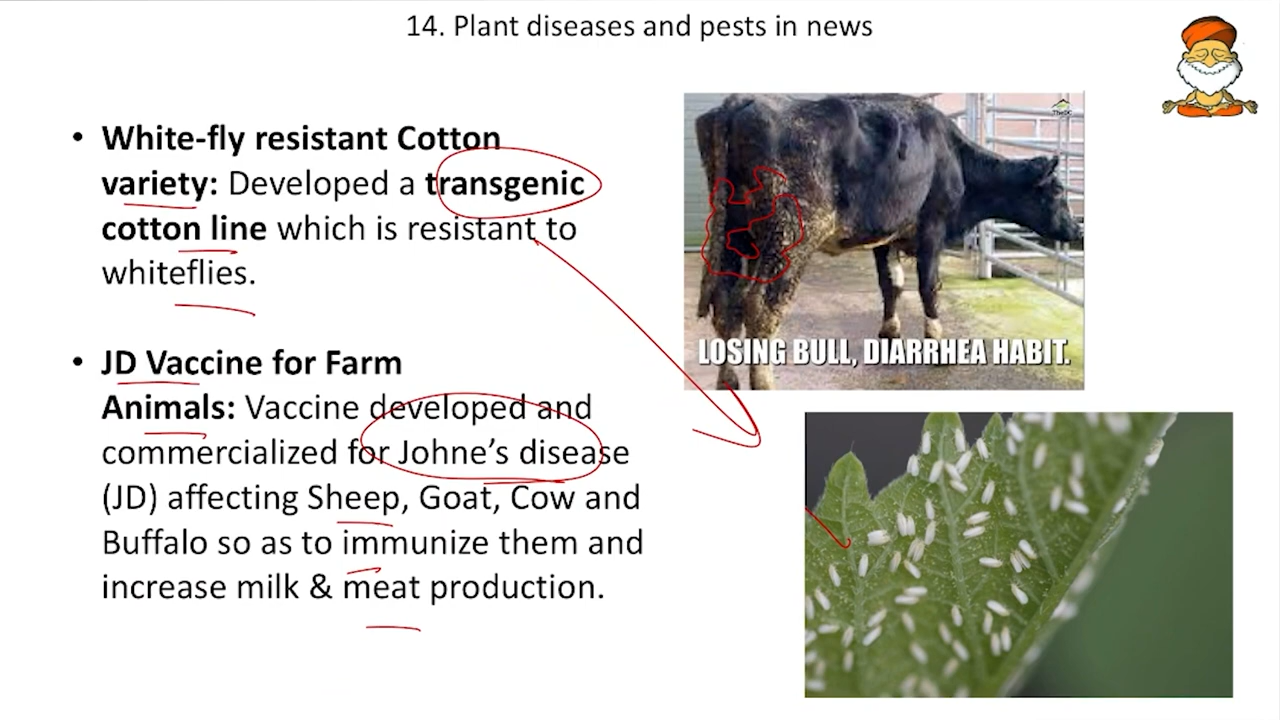 14. Plant diseases and pests in news
• White-fly resistant Cotton
variety: Developed a transgenic
cotton line which is resistant to
whiteflies.
• JD Vaccine for Farm
Animals: Vaccine developed and
commercialized for Johne’s disease
(JD) affecting Sheep, Goat, Cow and
Buffalo so as to immunize them and
increase milk & meat production.
LOSING BULL, DIARRHEA HABIT.